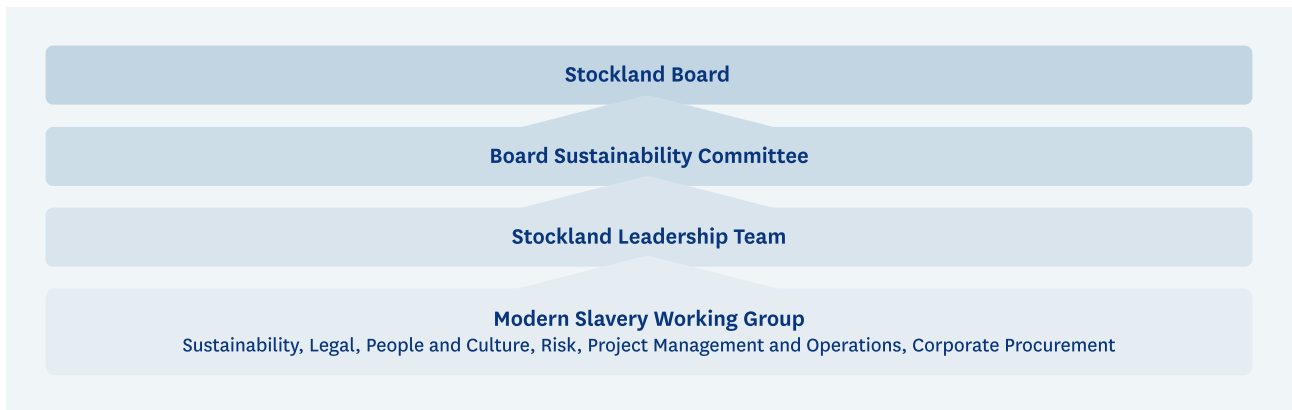 Stockland Board
Board Sustainability Committee
Stockland Leadership Team
Modern Slavery Working Group
Sustainability, Legal, People and Culture, Risk, Project Management and Operations, Corporate Procurement